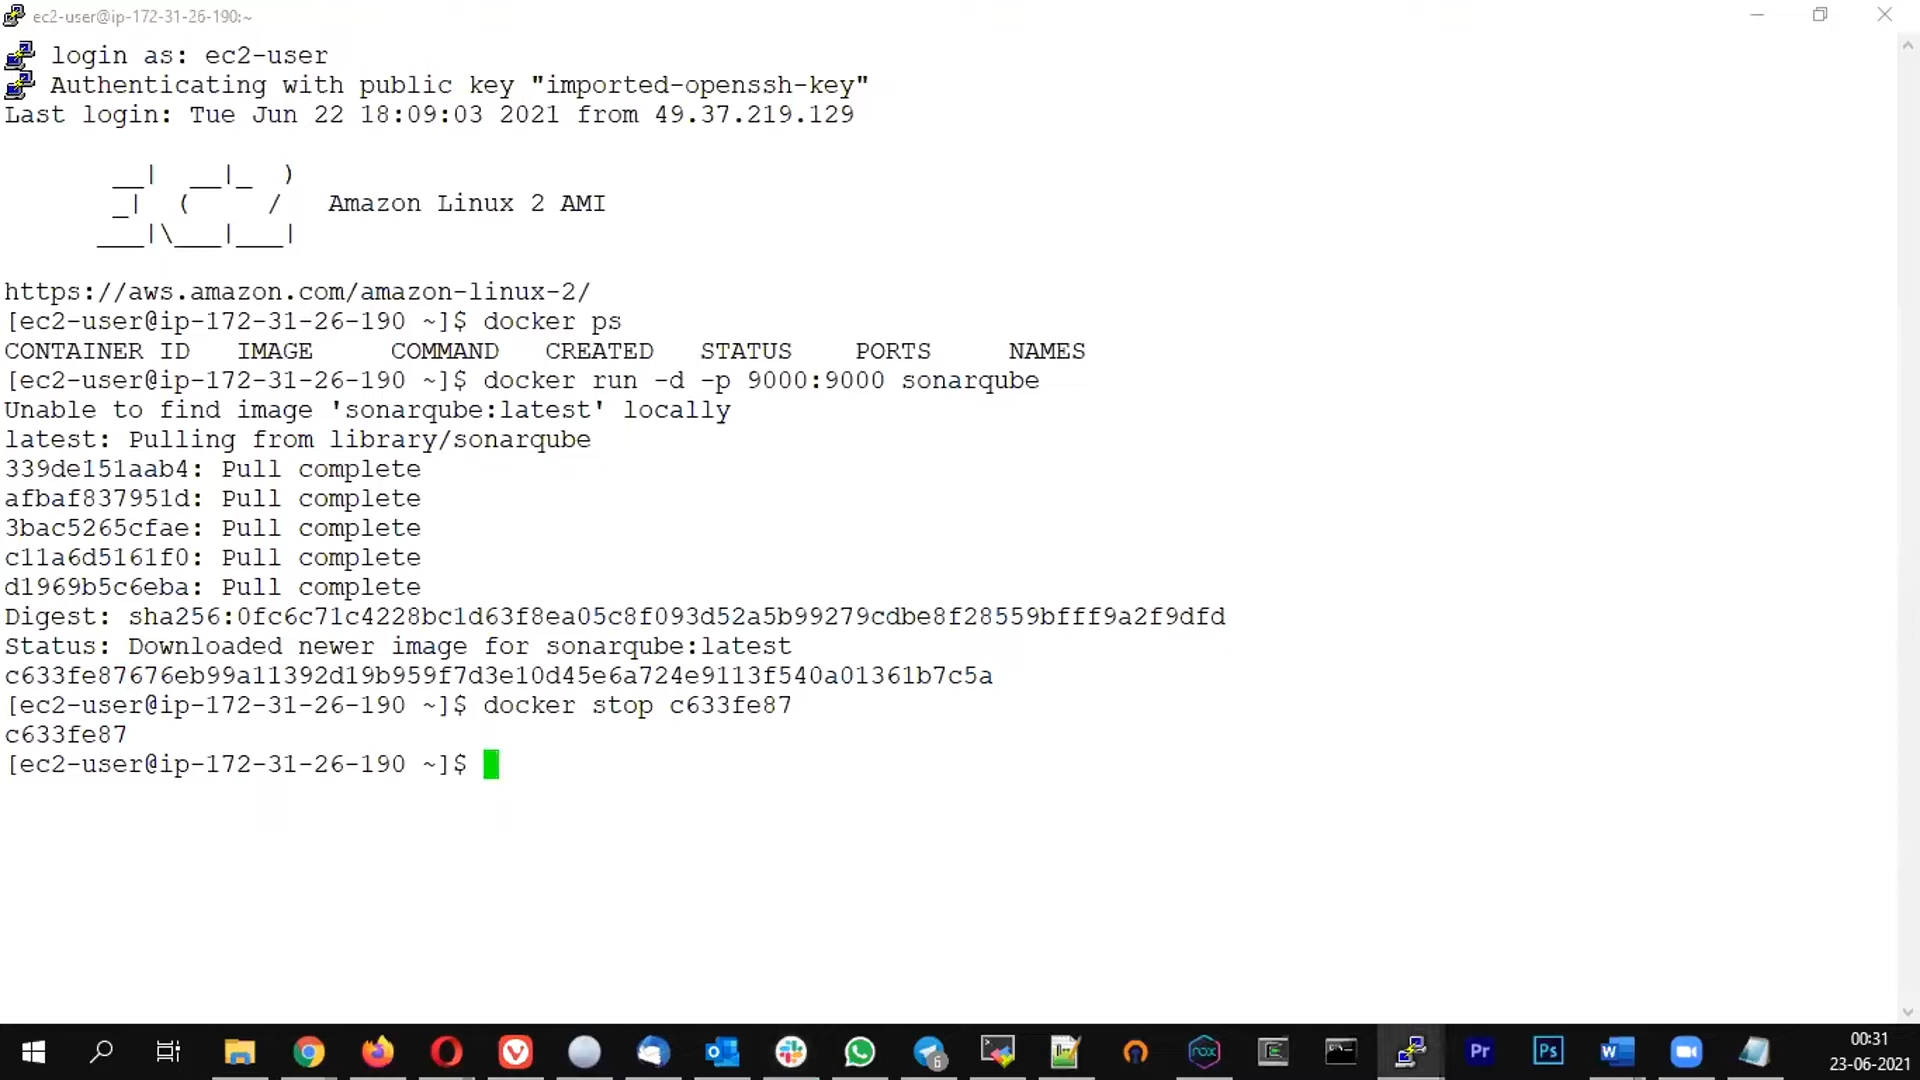 ec2-user@ip-172-31-26-190:~
login as: ec2-user
Authenticating with public key "imported-openssh-key"
Last login: Tue Jun 22 18:09:03 2021 from 49.37.219.129
__|  __|_  )
_|  (     /   Amazon Linux 2 AMI
___|\___|___|
https://aws.amazon.com/amazon-linux-2/
[ec2-user@ip-172-31-26-190 ~]$ docker ps
CONTAINER ID   IMAGE     COMMAND   CREATED   STATUS    PORTS     NAMES
[ec2-user@ip-172-31-26-190 ~]$ docker run -d -p 9000:9000 sonarqube
Unable to find image 'sonarqube:latest' locally
latest: Pulling from library/sonarqube
339de151aab4: Pull complete
afbaf837951d: Pull complete
3bac5265cfae: Pull complete
c11a6d5161f0: Pull complete
d1969b5c6eba: Pull complete
Digest: sha256:0fc6c71c4228bc1d63f8ea05c8f093d52a5b99279cdbe8f28559bfff9a2f9dfd
Status: Downloaded newer image for sonarqube:latest
c633fe87676eb99a11392d19b959f7d3e10d45e6a724e9113f540a01361b7c5a
[ec2-user@ip-172-31-26-190 ~]$ docker stop c633fe87
c633fe87
[ec2-user@ip-172-31-26-190 ~]$
6
nox
Pr
Ps
W
00:31
23-06-2021